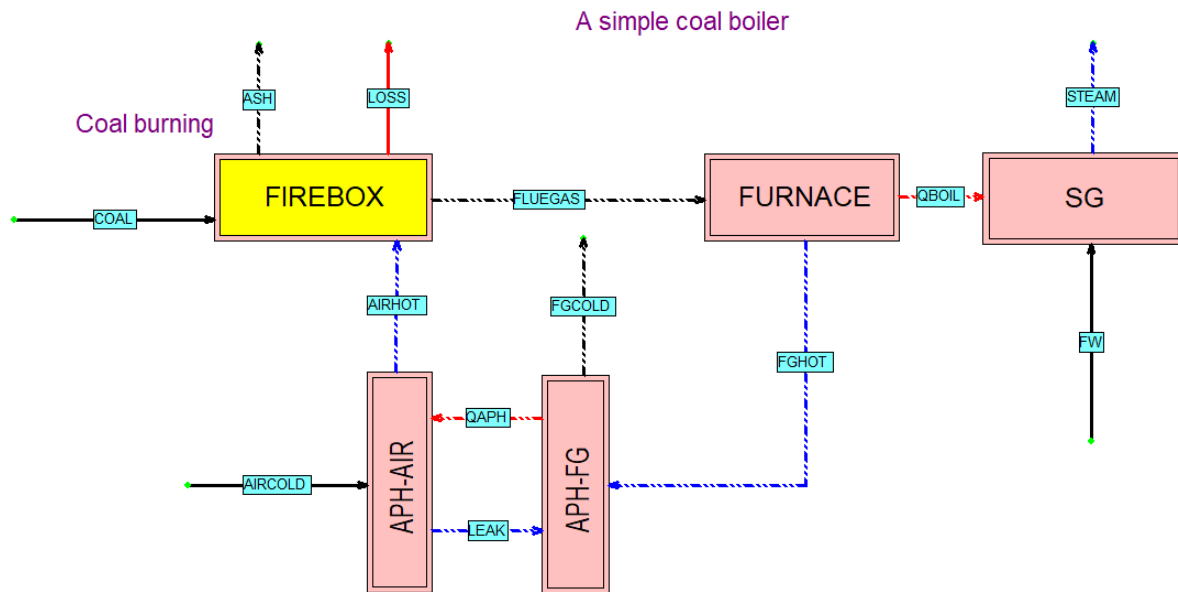 A simple coal boiler
ASH
LOSS
STEAM
Coal burning
FIREBOX
FURNACE
SG
FLUEGAS
QBOIL
COAL
AIRHOT
FGCOLD
FGHOT
FW
QAPH
APH-AIR
APH-FG
AIRCOLD
LEAK